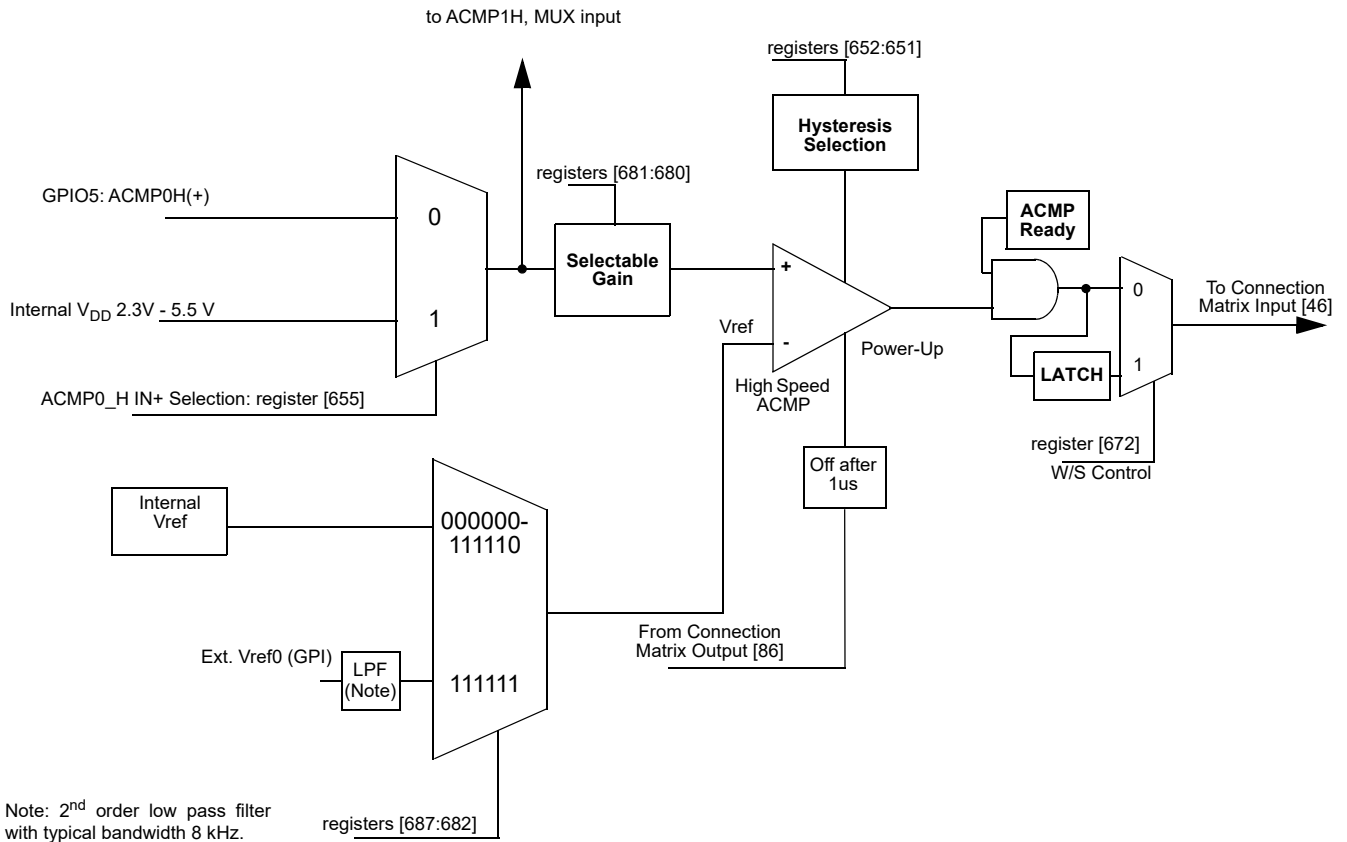 to ACMP1H, MUX input
registers [652:651]
Hysteresis
Selection
registers [681:680]
GPIO5: ACMP0H(+)
0
ACMP
Ready
Selectable
Gain
+
Internal VDD 2.3V - 5.5 V
1
Vref
-
Power-Up
High Speed
ACMP
0
To Connection
Matrix Input [46]
LATCH
1
ACMP0_H IN+ Selection: register [655]
register [672]
W/S Control
Off after
1us
Internal
Vref
000000-
111110
From Connection
Matrix Output [86]
Ext. Vref0 (GPI)
LPF
(Note)
111111
Note: 2nd order low pass filter
with typical bandwidth 8 kHz.
registers [687:682]